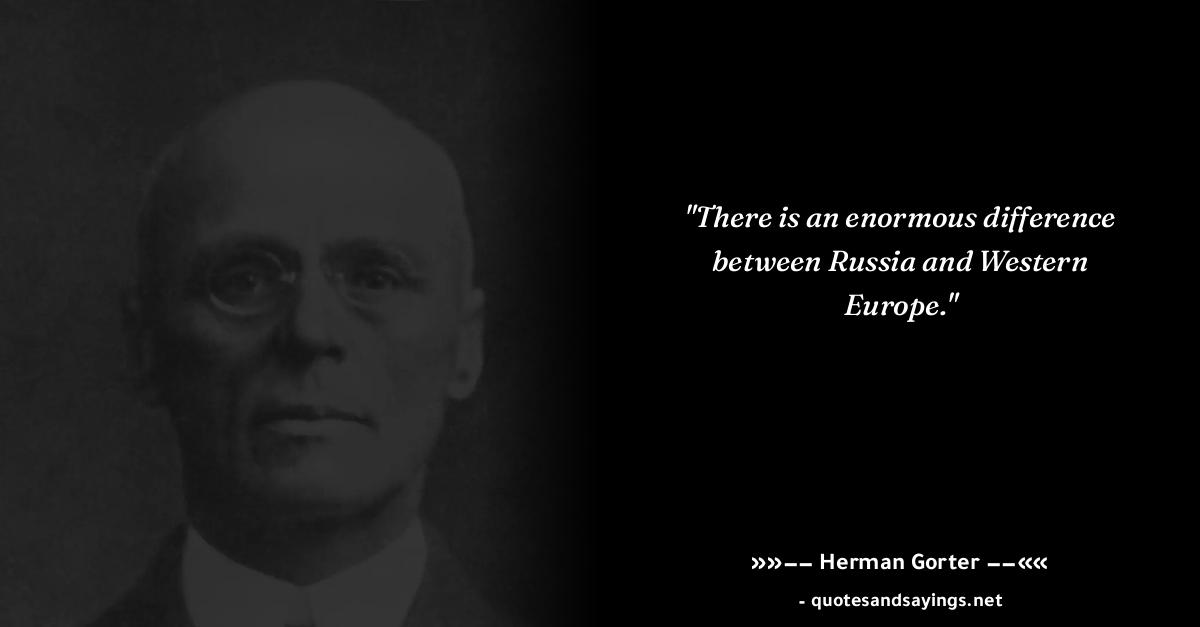 "There is an enormous difference
between Russia and Western
Europe."
»»−− Herman Gorter −−««
- quotesandsayings.net